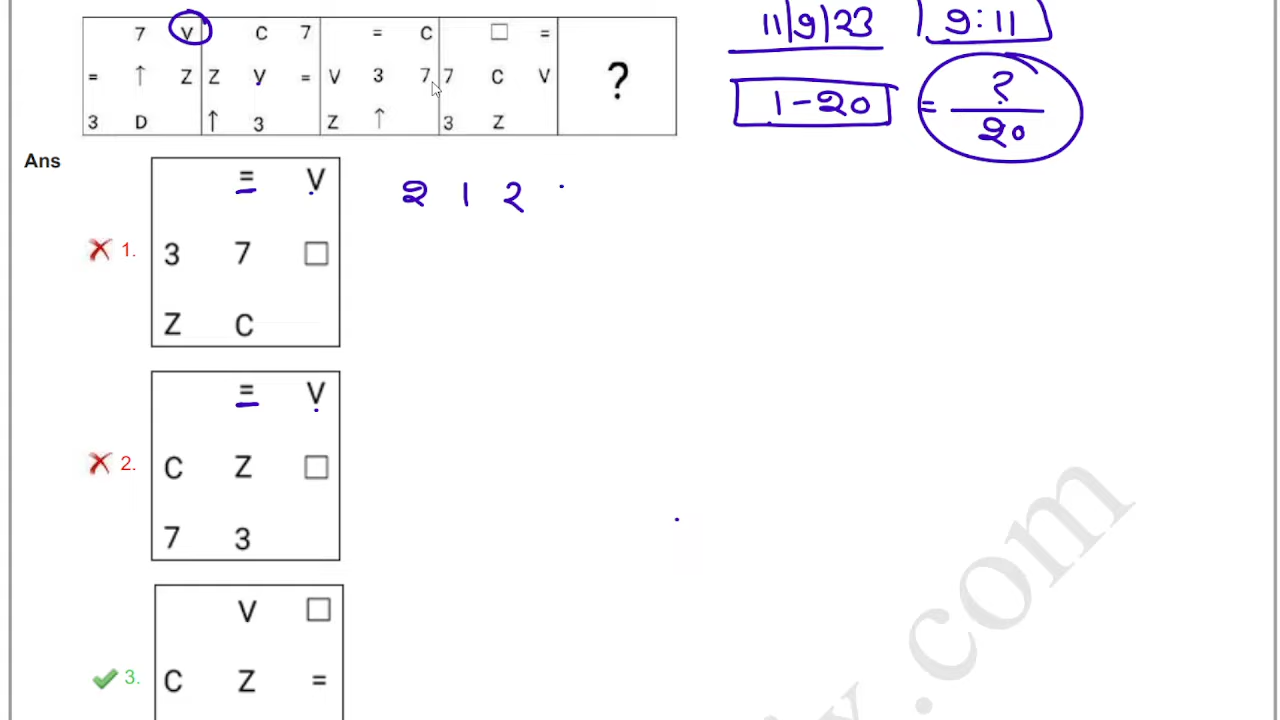 7 V C 7 = C □ =
= ↑ Z Z y = V 3 7 7 C V ?
3 D ↑ 3 Z ↑ 3 Z
11|9|23 9:11
1-20 = ?/20
Ans
= V
1. 3 7 □
Z C
2 1 2
= V
2. C Z □
7 3
V □
3. C Z =
y.com